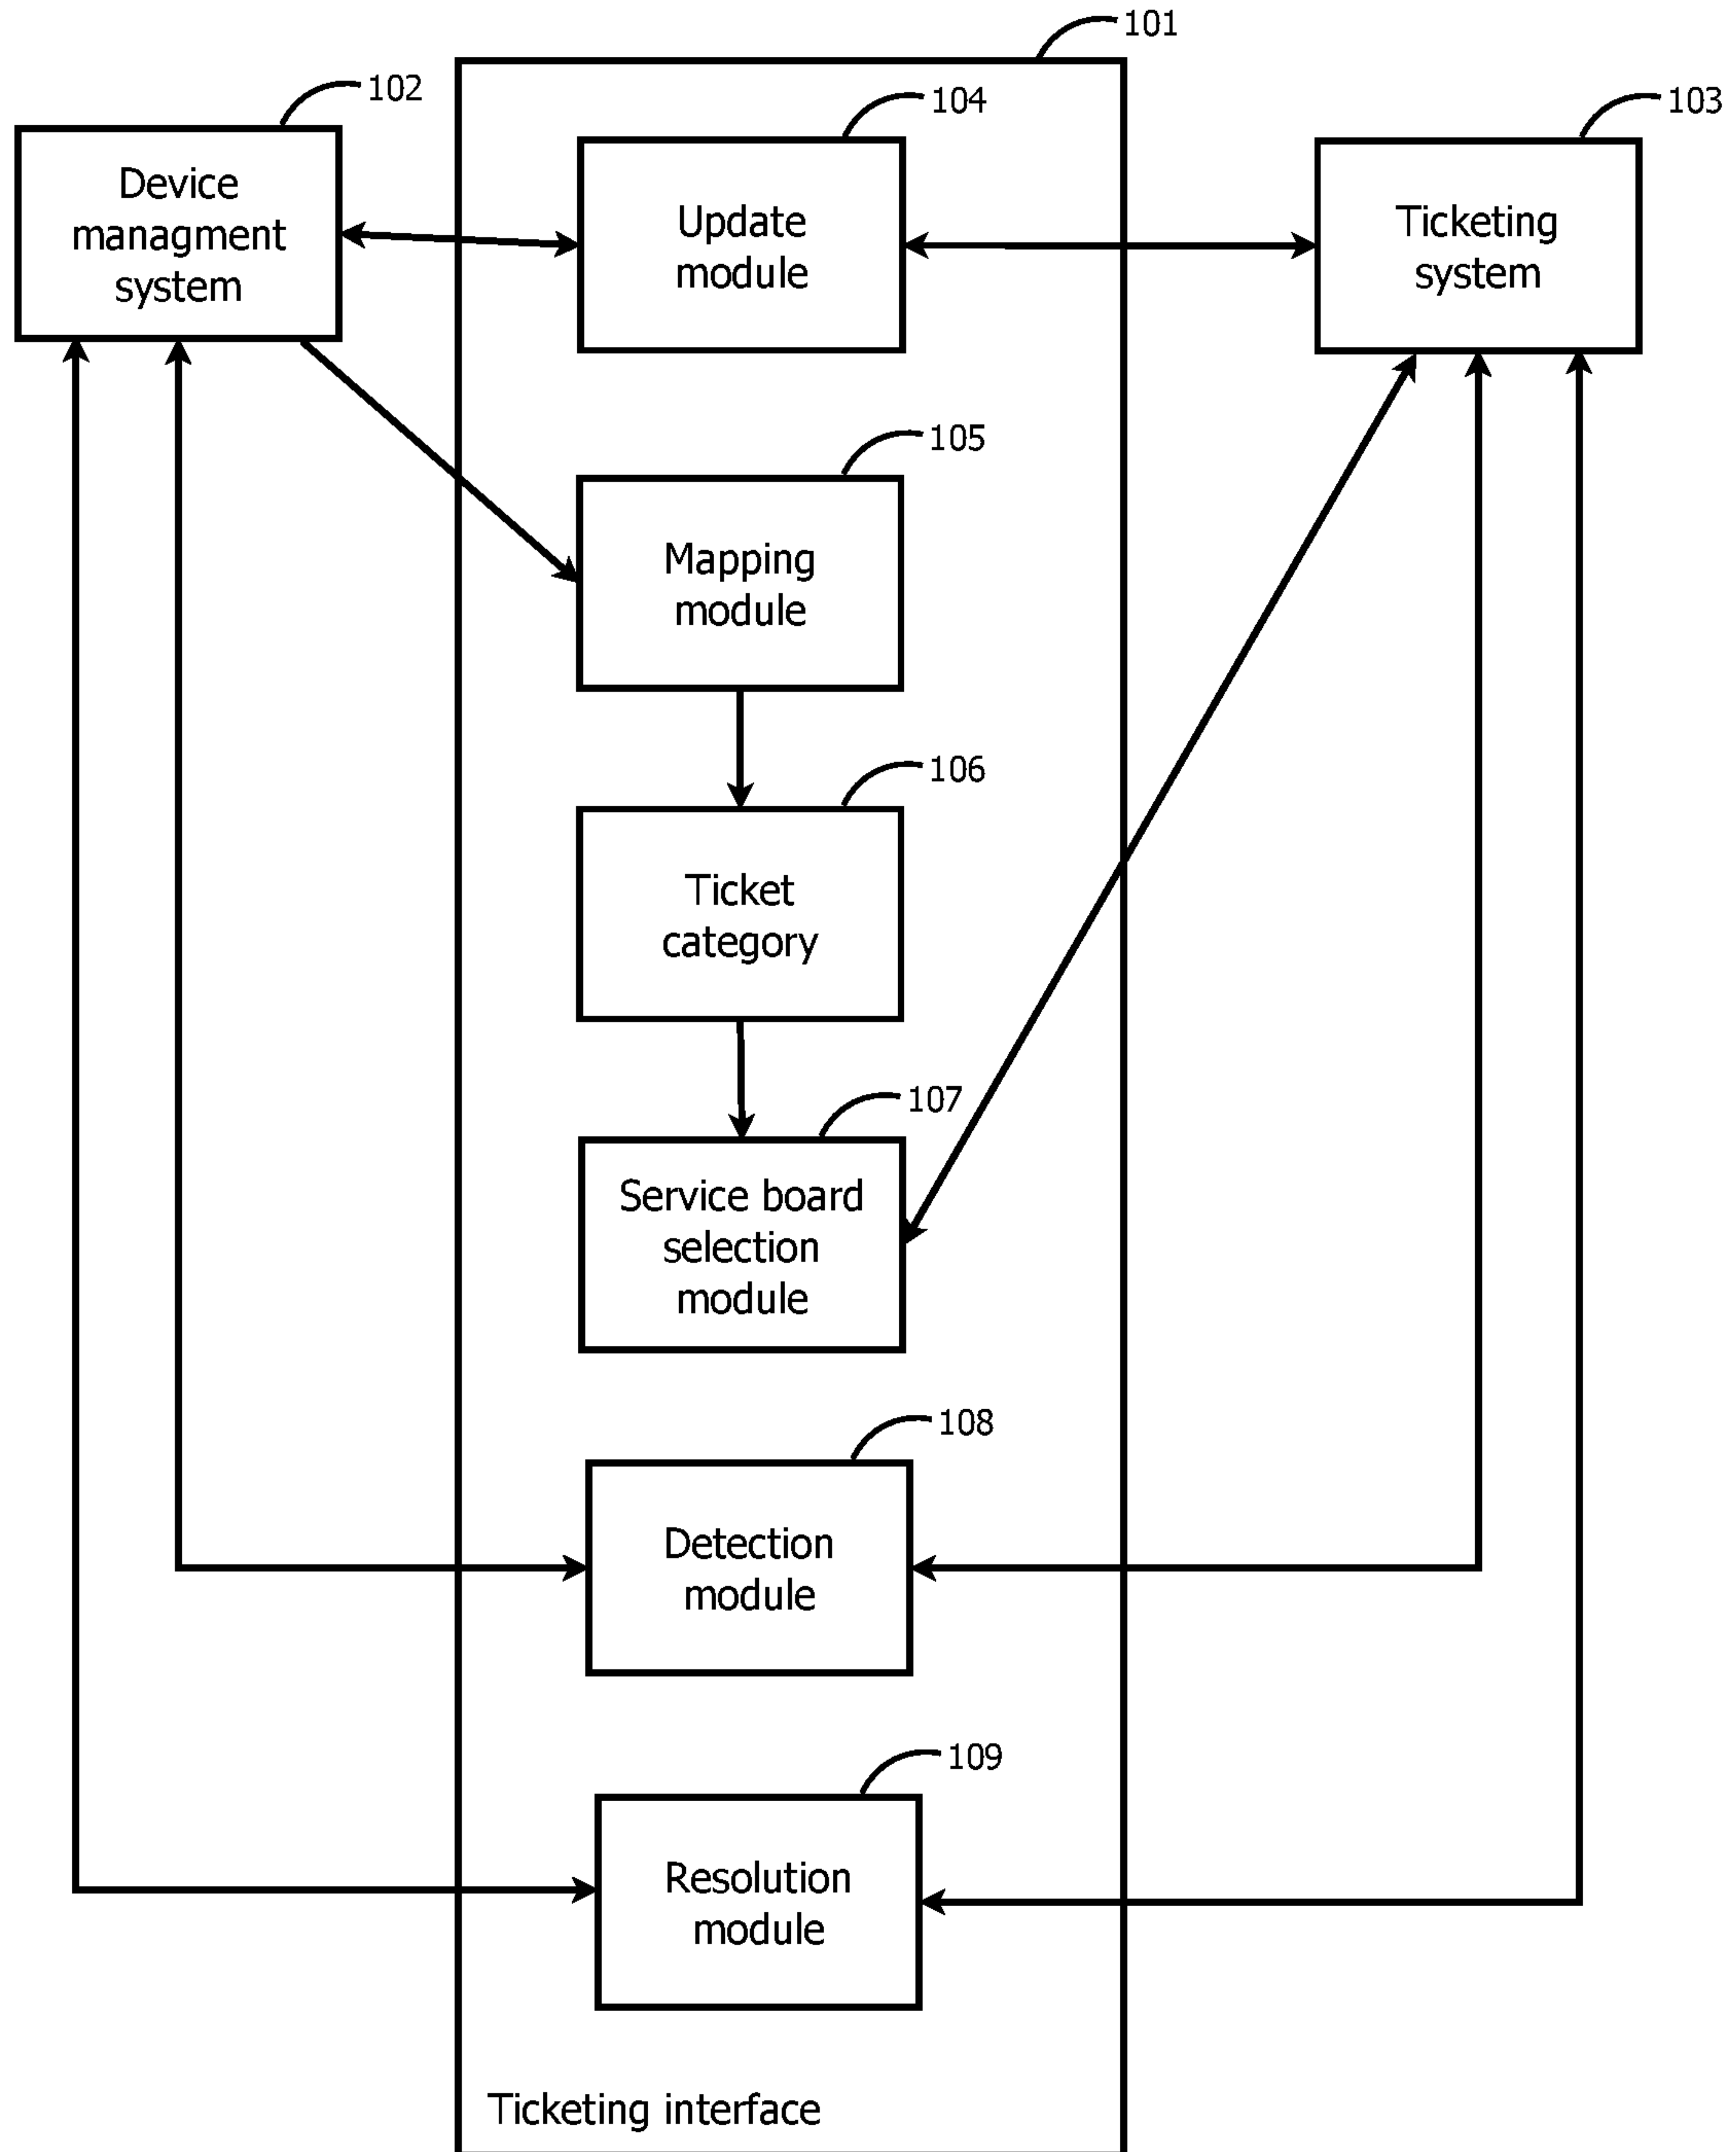 101
102
104
103
Device
managment
system
Update
module
Ticketing
system
105
Mapping
module
106
Ticket
category
107
Service board
selection
module
108
Detection
module
109
Resolution
module
Ticketing interface